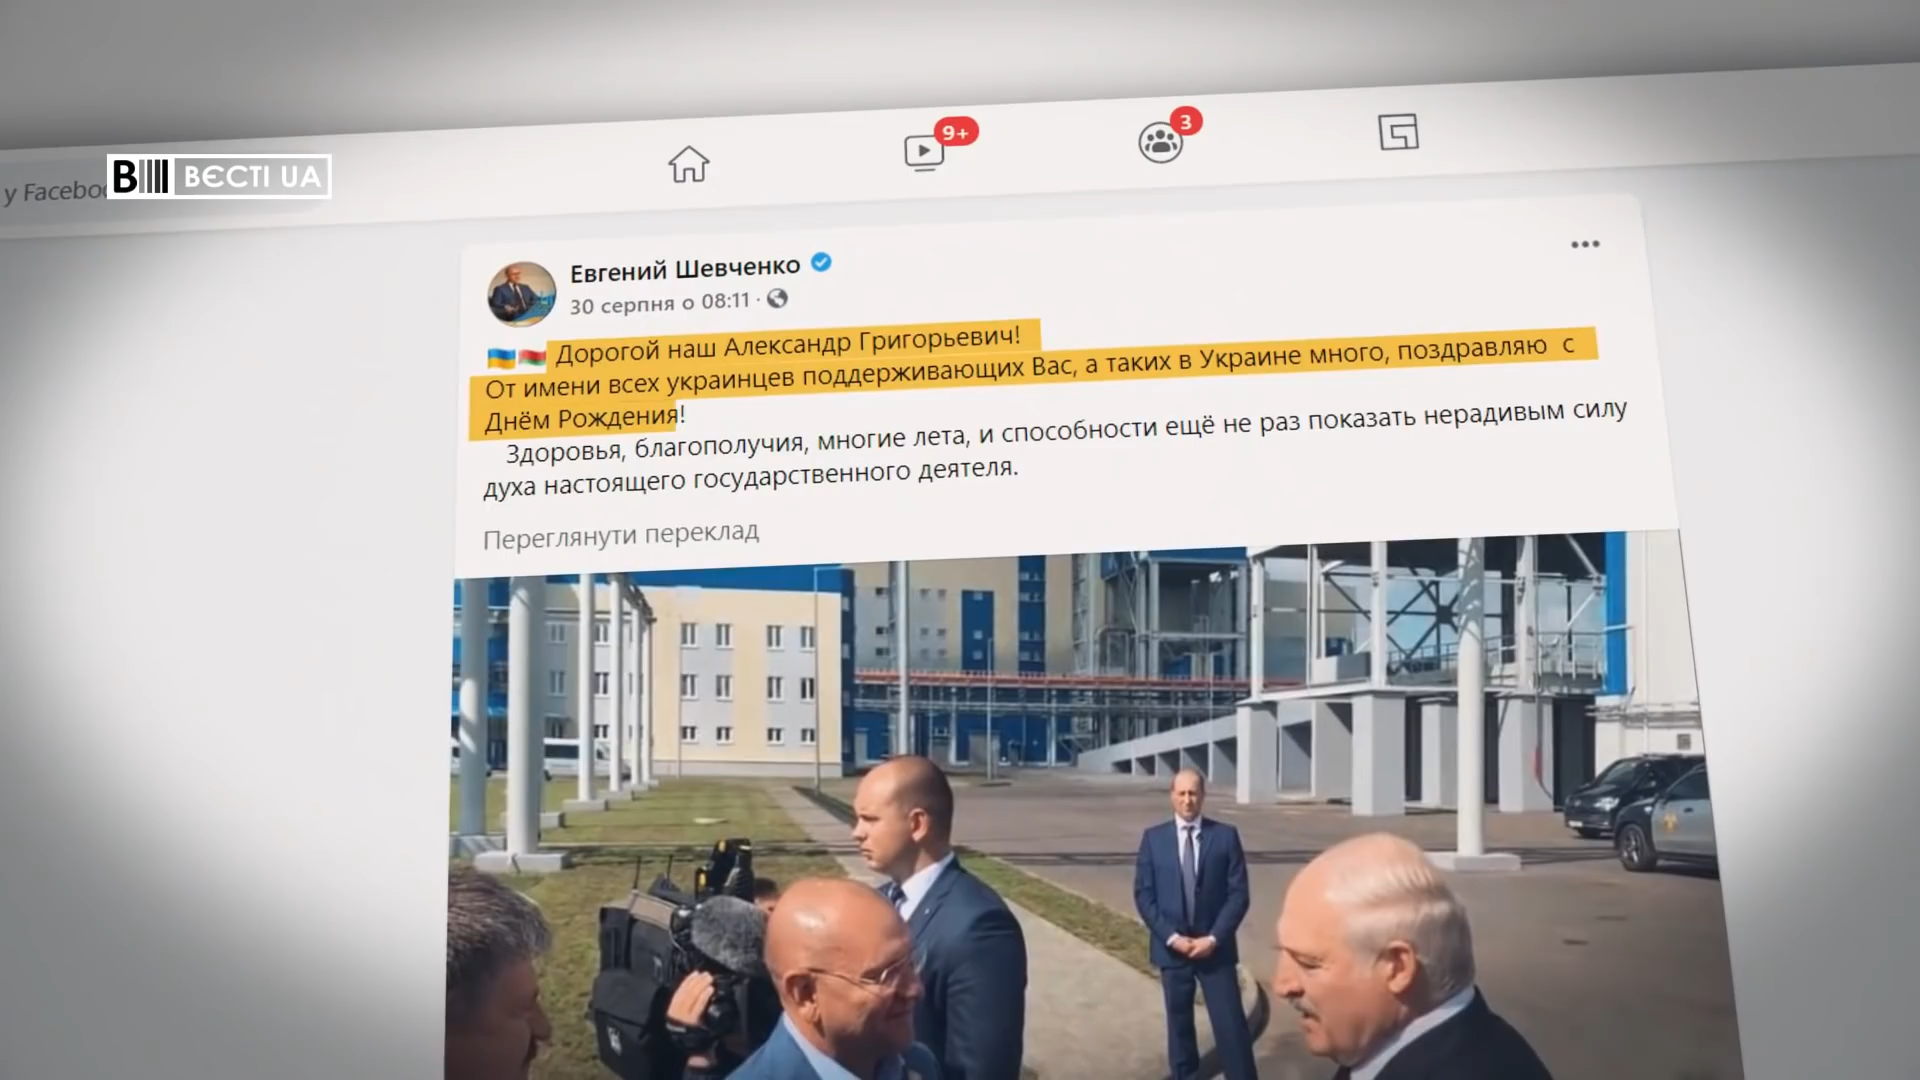 9+
3
у Facebo
В
ВЄСТІ UA
Евгений Шевченко
30 серпня о 08:11 ·
Дорогой наш Александр Григорьевич!
От имени всех украинцев поддерживающих Вас, а таких в Украине много, поздравляю с
Днём Рождения!
Здоровья, благополучия, многие лета, и способности ещё не раз показать нерадивым силу
духа настоящего государственного деятеля.
Переглянути переклад